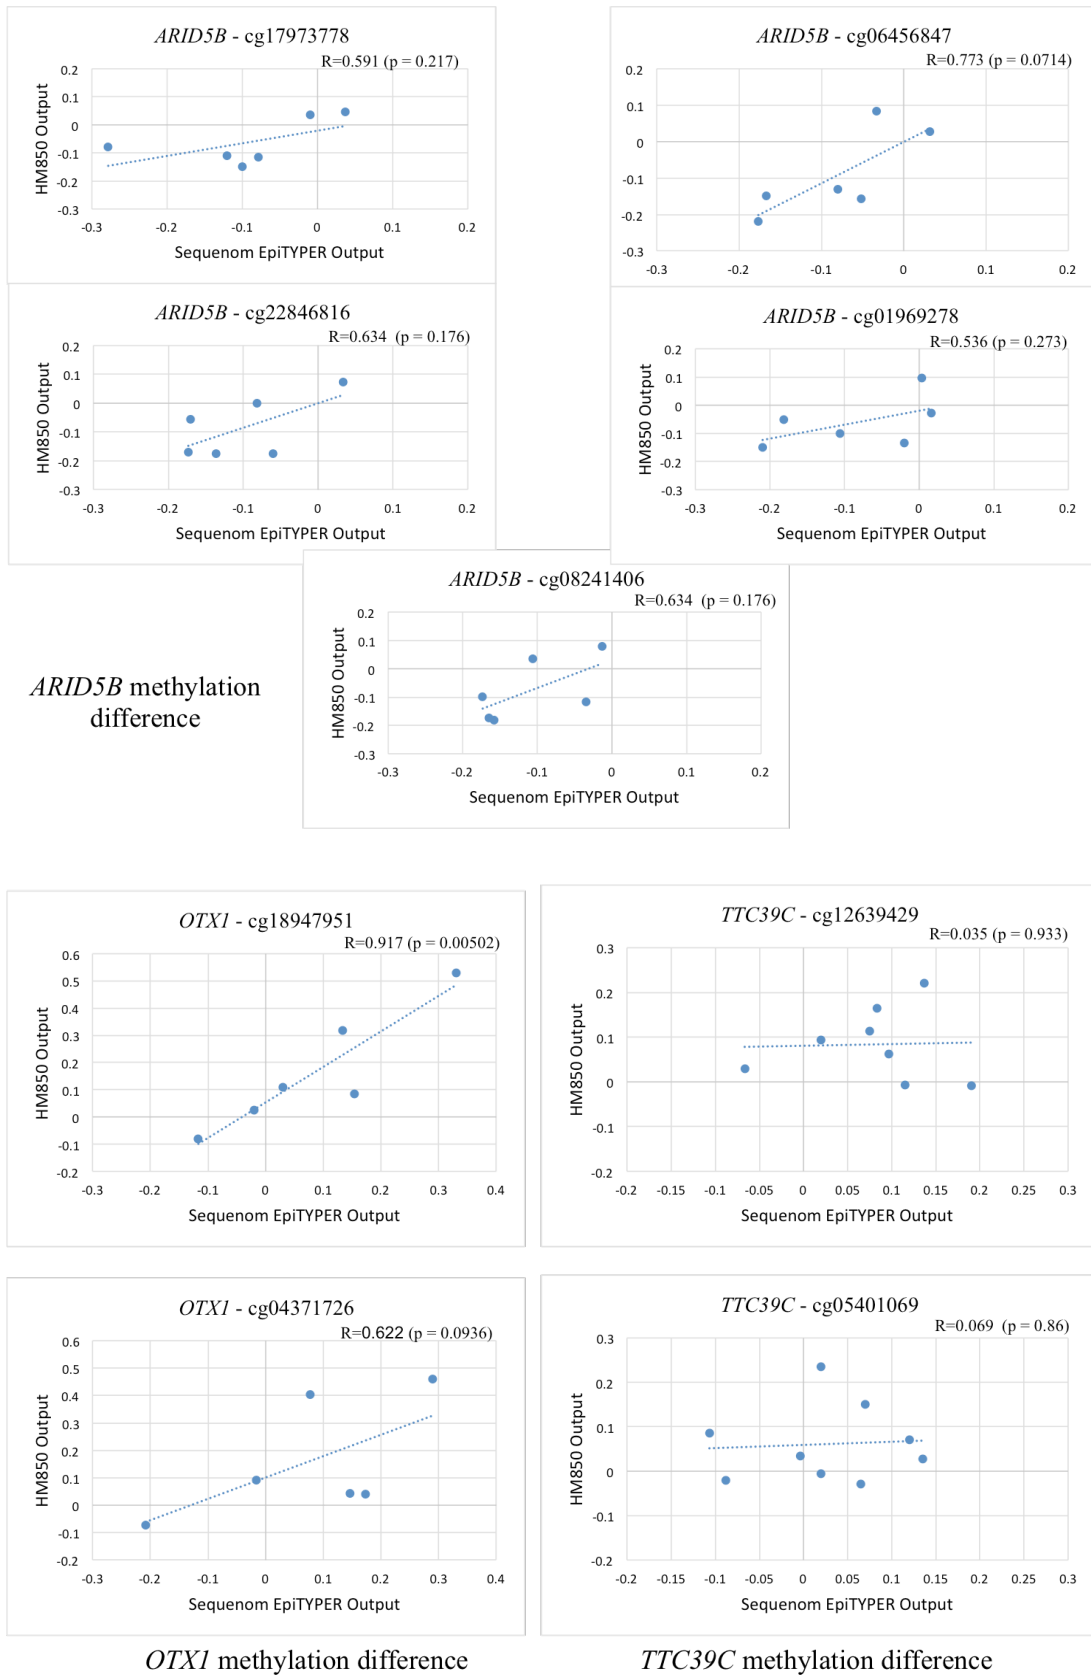 ARID5B - cg17973778
R=0.591 (p = 0.217)
HM850 Output
0.2
0.1
0
-0.1
-0.2
-0.3
-0.3 -0.2 -0.1 0 0.1 0.2
Sequenom EpiTYPER Output
ARID5B - cg06456847
R=0.773 (p = 0.0714)
HM850 Output
0.2
0.1
0
-0.1
-0.2
-0.3
-0.3 -0.2 -0.1 0 0.1 0.2
Sequenom EpiTYPER Output
ARID5B - cg22846816
R=0.634 (p = 0.176)
HM850 Output
0.2
0.1
0
-0.1
-0.2
-0.3
-0.3 -0.2 -0.1 0 0.1 0.2
Sequenom EpiTYPER Output
ARID5B - cg01969278
R=0.536 (p = 0.273)
HM850 Output
0.2
0.1
0
-0.1
-0.2
-0.3
-0.3 -0.2 -0.1 0 0.1 0.2
Sequenom EpiTYPER Output
ARID5B methylation
difference
ARID5B - cg08241406
R=0.634 (p = 0.176)
HM850 Output
0.2
0.1
0
-0.1
-0.2
-0.3
-0.3 -0.2 -0.1 0 0.1 0.2
Sequenom EpiTYPER Output
OTX1 - cg18947951
R=0.917 (p = 0.00502)
HM850 Output
0.6
0.5
0.4
0.3
0.2
0.1
0
-0.1
-0.2
-0.3 -0.2 -0.1 0 0.1 0.2 0.3 0.4
Sequenom EpiTYPER Output
TTC39C - cg12639429
R=0.035 (p = 0.933)
HM850 Output
0.3
0.2
0.1
0
-0.1
-0.2
-0.2 -0.15 -0.1 -0.05 0 0.05 0.1 0.15 0.2 0.25 0.3
Sequenom EpiTYPER Output
OTX1 - cg04371726
R=0.622 (p = 0.0936)
HM850 Output
0.6
0.5
0.4
0.3
0.2
0.1
0
-0.1
-0.2
-0.3 -0.2 -0.1 0 0.1 0.2 0.3 0.4
Sequenom EpiTYPER Output
TTC39C - cg05401069
R=0.069 (p = 0.86)
HM850 Output
0.3
0.2
0.1
0
-0.1
-0.2
-0.2 -0.15 -0.1 -0.05 0 0.05 0.1 0.15 0.2 0.25 0.3
Sequenom EpiTYPER Output
OTX1 methylation difference
TTC39C methylation difference